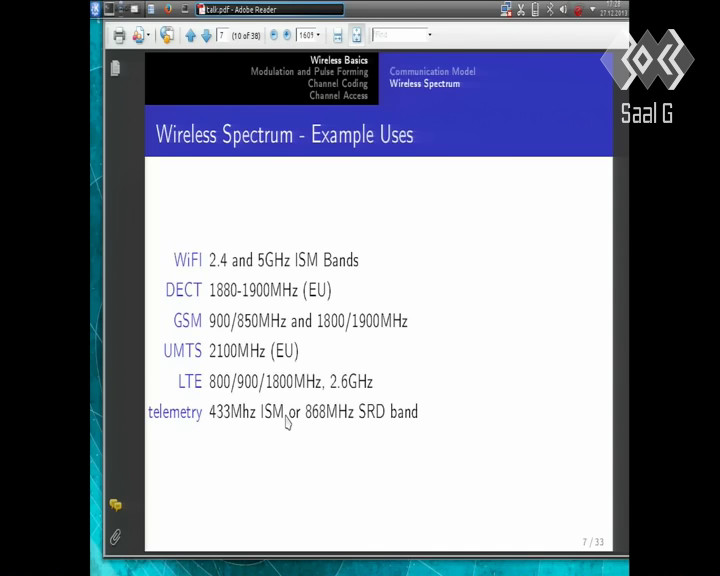 talk.pdf - Adobe Reader
27.12.2013
7
(10 of 38)
Find
Wireless Basics
Modulation and Pulse Forming
Channel Coding
Channel Access
Communication Model
Wireless Spectrum
Saal G
Wireless Spectrum - Example Uses
WiFI 2.4 and 5GHz ISM Bands
DECT 1880-1900MHz (EU)
GSM 900/850MHz and 1800/1900MHz
UMTS 2100MHz (EU)
LTE 800/900/1800MHz, 2.6GHz
telemetry 433Mhz ISM or 868MHz SRD band
7 / 33